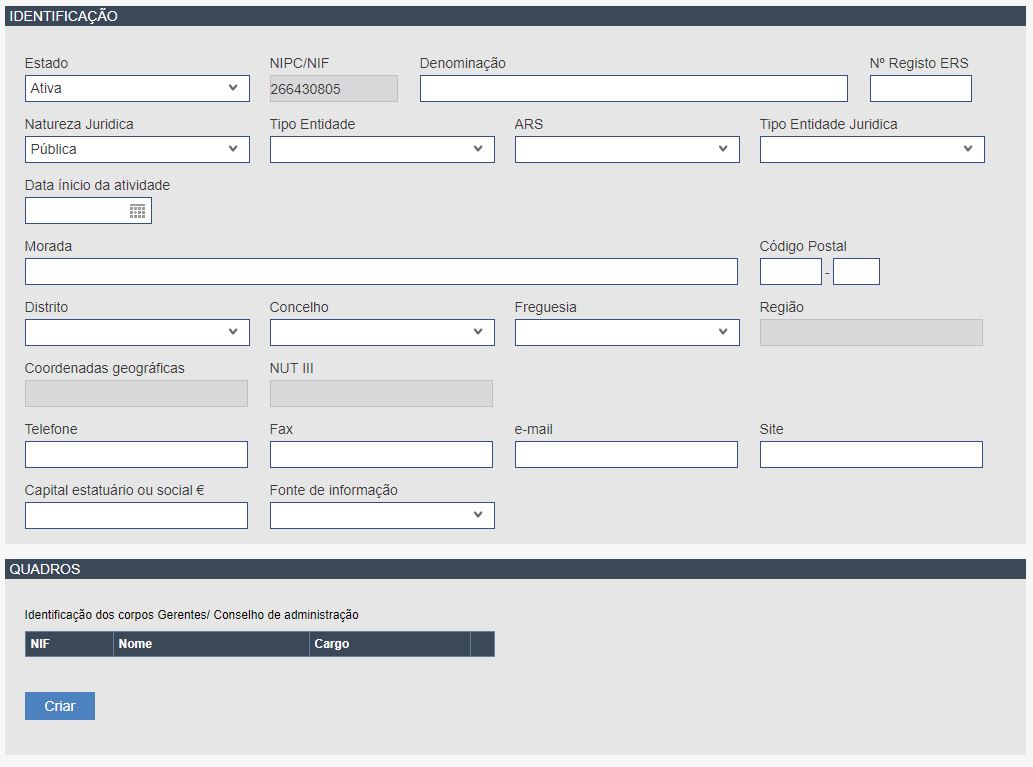 IDENTIFICAÇÃO
Estado NIPC/NIF Denominação Nº Registo ERS
Ativa 266430805
Natureza Juridica Tipo Entidade ARS Tipo Entidade Juridica
Pública
Data ínicio da atividade
Morada Código Postal
-
Distrito Concelho Freguesia Região
Coordenadas geográficas NUT III
Telefone Fax e-mail Site
Capital estatuário ou social € Fonte de informação
QUADROS
Identificação dos corpos Gerentes/ Conselho de administração
NIF Nome Cargo
Criar